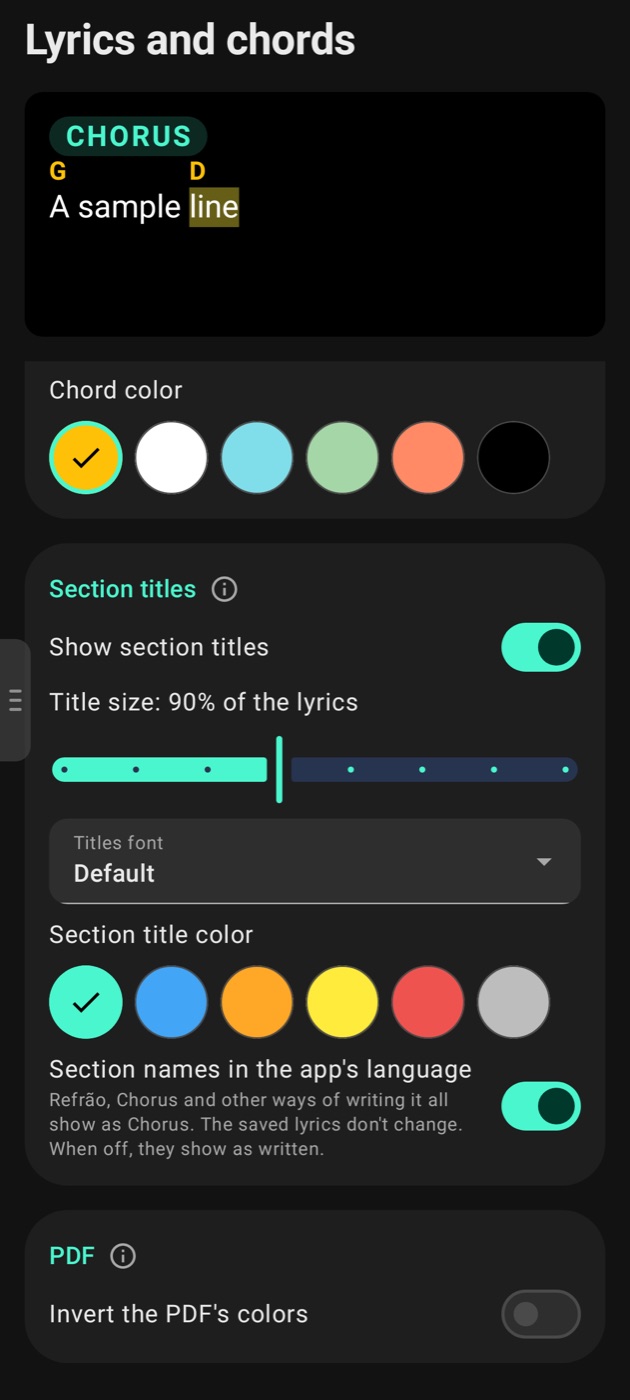 Lyrics and chords
CHORUS
G D
A sample line
Chord color
Section titles
Show section titles
Title size: 90% of the lyrics
Titles font
Default
Section title color
Section names in the app's language
Refrão, Chorus and other ways of writing it all
show as Chorus. The saved lyrics don't change.
When off, they show as written.
PDF
Invert the PDF's colors